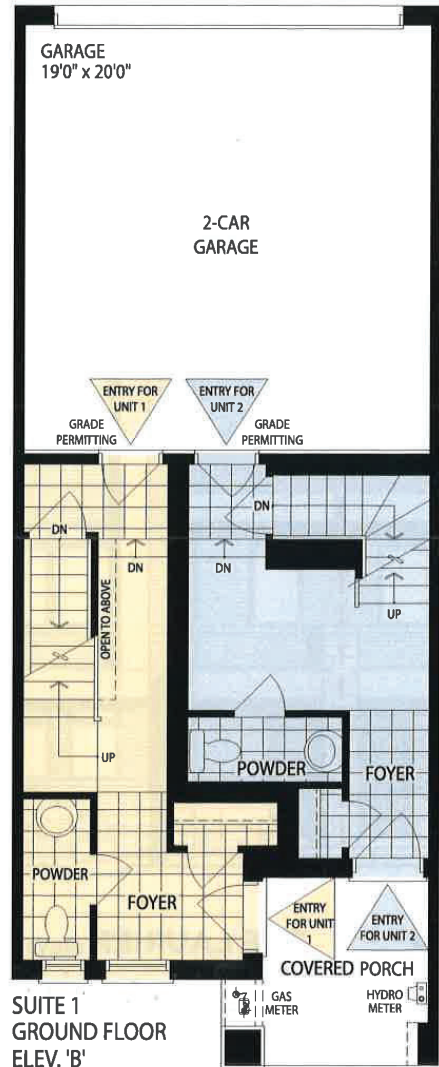 GARAGE
19'0" x 20'0"
2-CAR
GARAGE
ENTRY FOR
UNIT 1
ENTRY FOR
UNIT 2
GRADE
PERMITTING
GRADE
PERMITTING
DN
DN
DN
DN
OPEN TO ABOVE
UP
UP
POWDER
FOYER
POWDER
FOYER
ENTRY
FOR UNIT
1
ENTRY
FOR UNIT 2
COVERED PORCH
GAS
METER
HYDRO
METER
SUITE 1
GROUND FLOOR
ELEV. 'B'